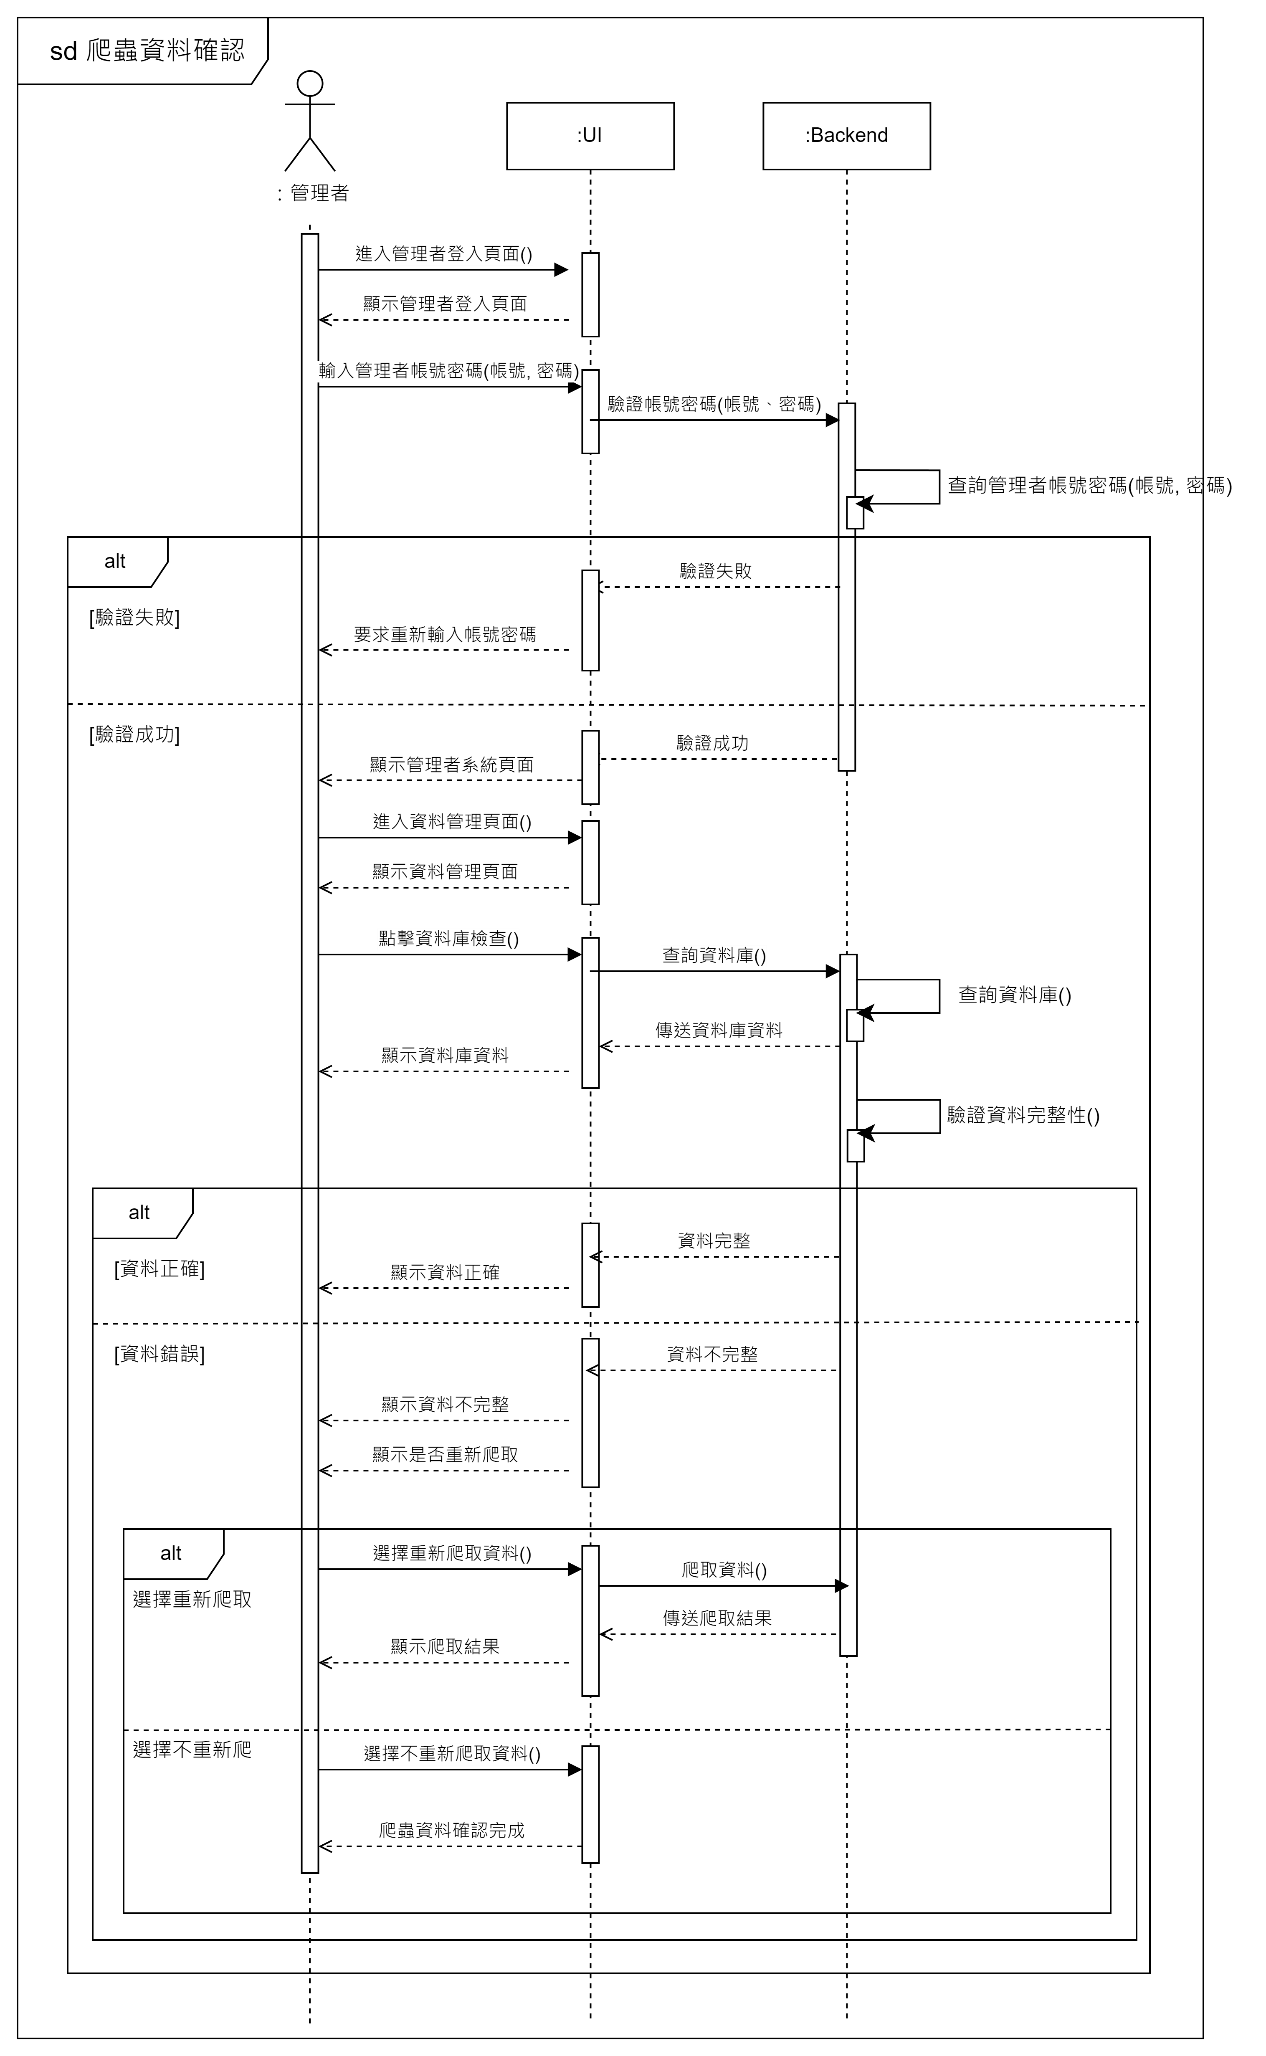 sd 爬蟲資料確認
:UI
:Backend
: 管理者
進入管理者登入頁面()
顯示管理者登入頁面
輸入管理者帳號密碼(帳號, 密碼)
驗證帳號密碼(帳號、密碼)
查詢管理者帳號密碼(帳號, 密碼)
alt
驗證失敗
[驗證失敗]
要求重新輸入帳號密碼
[驗證成功]
驗證成功
顯示管理者系統頁面
進入資料管理頁面()
顯示資料管理頁面
點擊資料庫檢查()
查詢資料庫()
查詢資料庫()
傳送資料庫資料
顯示資料庫資料
驗證資料完整性()
alt
資料完整
[資料正確]
顯示資料正確
[資料錯誤]
資料不完整
顯示資料不完整
顯示是否重新爬取
alt
選擇重新爬取資料()
爬取資料()
選擇重新爬取
傳送爬取結果
顯示爬取結果
選擇不重新爬
選擇不重新爬取資料()
爬蟲資料確認完成